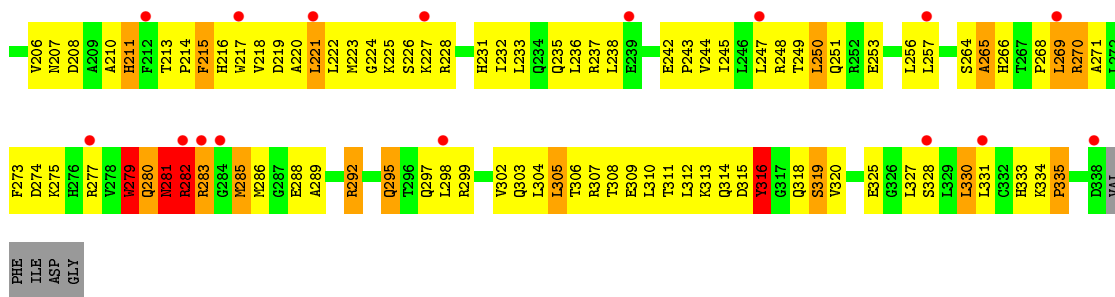 V206 N207 D208 A209 A210 H211 F212 T213 P214 F215 H216 W217 V218 D219 A220 L221 L222 M223 G224 K225 S226 K227 R228 H231 I232 L233 Q234 Q235 L236 R237 L238 E239 E242 P243 V244 I245 L246 L247 R248 T249 L250 Q251 R252 E253 L256 L257 S264 A265 H266 T267 P268 L269 R270 A271 L272
F273 D274 K275 H276 R277 V278 W279 Q280 N281 R282 R283 G284 M285 M286 G287 E288 A289 R292 Q295 T296 Q297 L298 R299 V302 Q303 L304 L305 T306 R307 T308 E309 L310 T311 L312 K313 Q314 D315 Y316 G317 Q318 S319 V320 E325 G326 L327 S328 L329 L330 L331 C332 H333 K334 P335 D338 VAL
PHE ILE ASP GLY